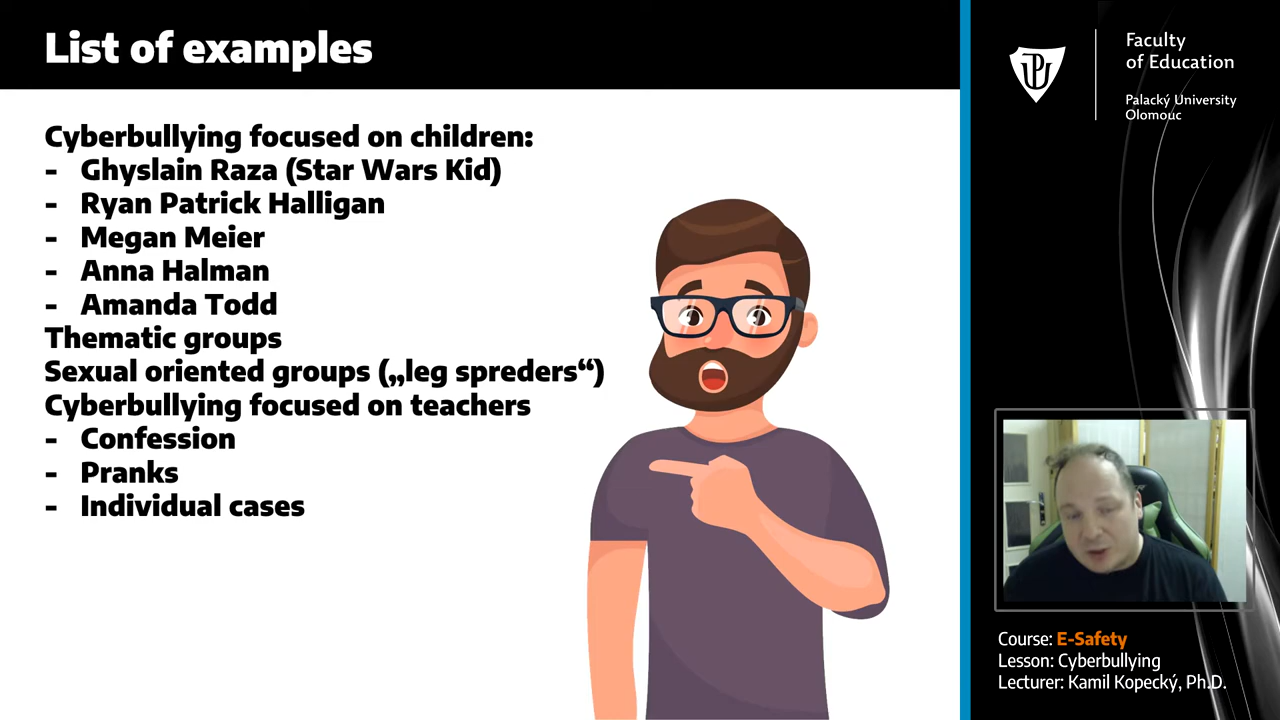 List of examples
Cyberbullying focused on children:
- Ghyslain Raza (Star Wars Kid)
- Ryan Patrick Halligan
- Megan Meier
- Anna Halman
- Amanda Todd
Thematic groups
Sexual oriented groups („leg spreders“)
Cyberbullying focused on teachers
- Confession
- Pranks
- Individual cases
Faculty
of Education
Palacký University
Olomouc
Course: E-Safety
Lesson: Cyberbullying
Lecturer: Kamil Kopecký, Ph.D.